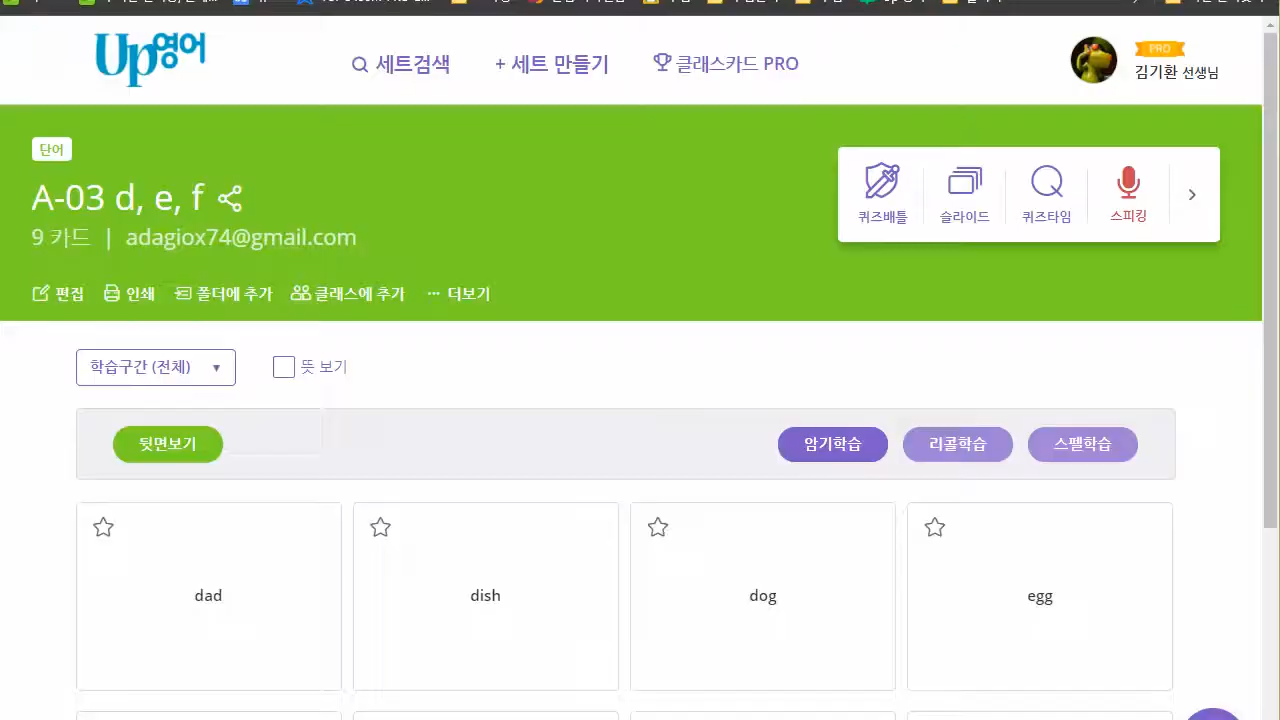 Up영어
세트검색
+ 세트 만들기
클래스카드 PRO
PRO
김기환 선생님
단어
A-03 d, e, f
9 카드 | adagiox74@gmail.com
퀴즈배틀
슬라이드
퀴즈타임
스피킹
편집
인쇄
폴더에 추가
클래스에 추가
··· 더보기
학습구간 (전체)
뜻 보기
뒷면보기
암기학습
리콜학습
스펠학습
dad
dish
dog
egg